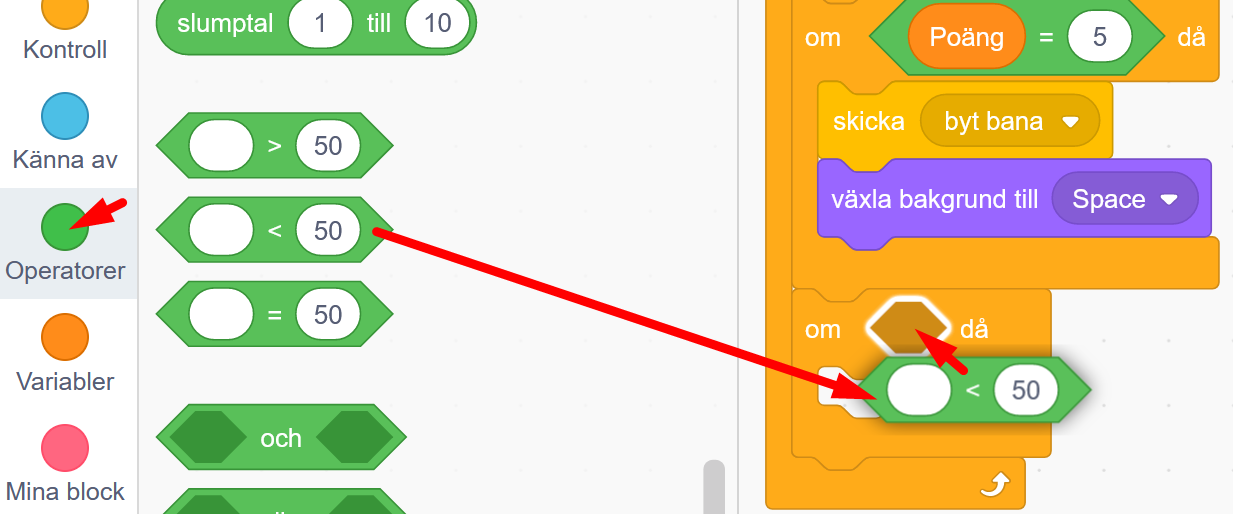 Kontroll
Känna av
Operatorer
Variabler
Mina block
slumptal 1 till 10
> 50
< 50
= 50
och
om Poäng = 5 då
skicka byt bana
växla bakgrund till Space
om då
< 50